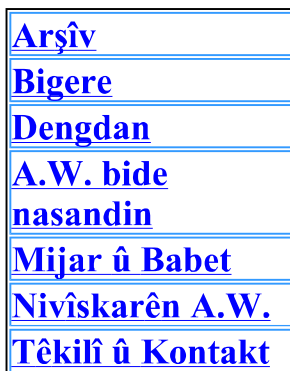 Arşîv
Bigere
Dengdan
A.W. bide
nasandin
Mijar û Babet
Nivîskarên A.W.
Têkilî û Kontakt